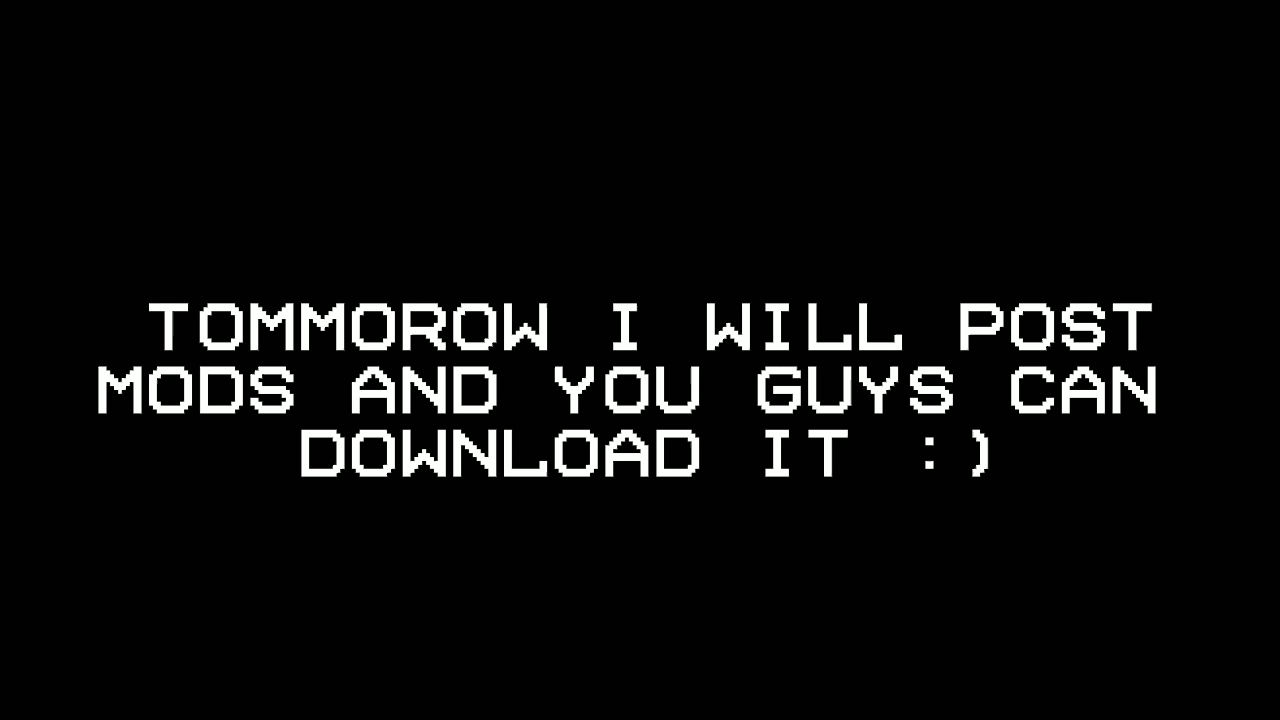 TOMMOROW I WILL POST
MODS AND YOU GUYS CAN
DOWNLOAD IT :)